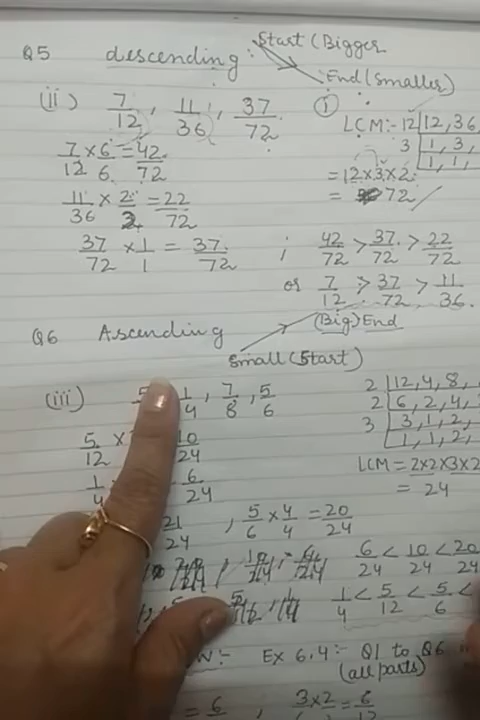 Q5 descending: Start (Bigger
End (Smaller)
(ii) 7/12, 11/36, 37/72 ①
LCM:- 12 | 12, 36,
7/12 × 6/6 = 42/72
3 | 1, 3,
1, 1,
= 12×3×2
11/36 × 2/2 = 22/72
= 72
37/72 × 1/1 = 37/72 ; 42/72 > 37/72 > 22/72
or 7/12 > 37/72 > 11/36.
Q6 Ascending (Big) End
Small (Start)
(iii) 5 1/4, 7/8, 5/6
2 | 12, 4, 8,
2 | 6, 2, 4,
3 | 3, 1, 2,
1, 1, 2,
5/12 × 10/24
LCM = 2×2×3×2
= 24
1/4 6/24
21/24, 5/6 × 4/4 = 20/24
6/24 < 10/24 < 20/24
1/4 < 5/12 < 5/6 <
W:- Ex 6.4:- Q1 to Q6
(all parts)
= 6, 3×2 = 6/12